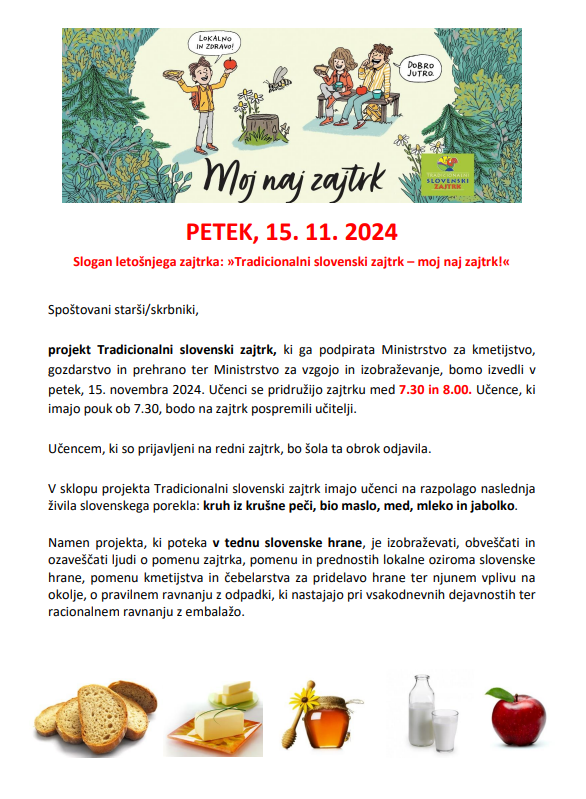 LOKALNO
IN ZDRAVO!
DOBRO
JUTRO.
Moj naj zajtrk
TRADICIONALNI
SLOVENSKI
ZAJTRK
PETEK, 15. 11. 2024
Slogan letošnjega zajtrka: »Tradicionalni slovenski zajtrk – moj naj zajtrk!«
Spoštovani starši/skrbniki,
projekt Tradicionalni slovenski zajtrk, ki ga podpirata Ministrstvo za kmetijstvo,
gozdarstvo in prehrano ter Ministrstvo za vzgojo in izobraževanje, bomo izvedli v
petek, 15. novembra 2024. Učenci se pridružijo zajtrku med 7.30 in 8.00. Učence, ki
imajo pouk ob 7.30, bodo na zajtrk pospremili učitelji.
Učencem, ki so prijavljeni na redni zajtrk, bo šola ta obrok odjavila.
V sklopu projekta Tradicionalni slovenski zajtrk imajo učenci na razpolago naslednja
živila slovenskega porekla: kruh iz krušne peči, bio maslo, med, mleko in jabolko.
Namen projekta, ki poteka v tednu slovenske hrane, je izobraževati, obveščati in
ozaveščati ljudi o pomenu zajtrka, pomenu in prednostih lokalne oziroma slovenske
hrane, pomenu kmetijstva in čebelarstva za pridelavo hrane ter njunem vplivu na
okolje, o pravilnem ravnanju z odpadki, ki nastajajo pri vsakodnevnih dejavnostih ter
racionalnem ravnanju z embalažo.